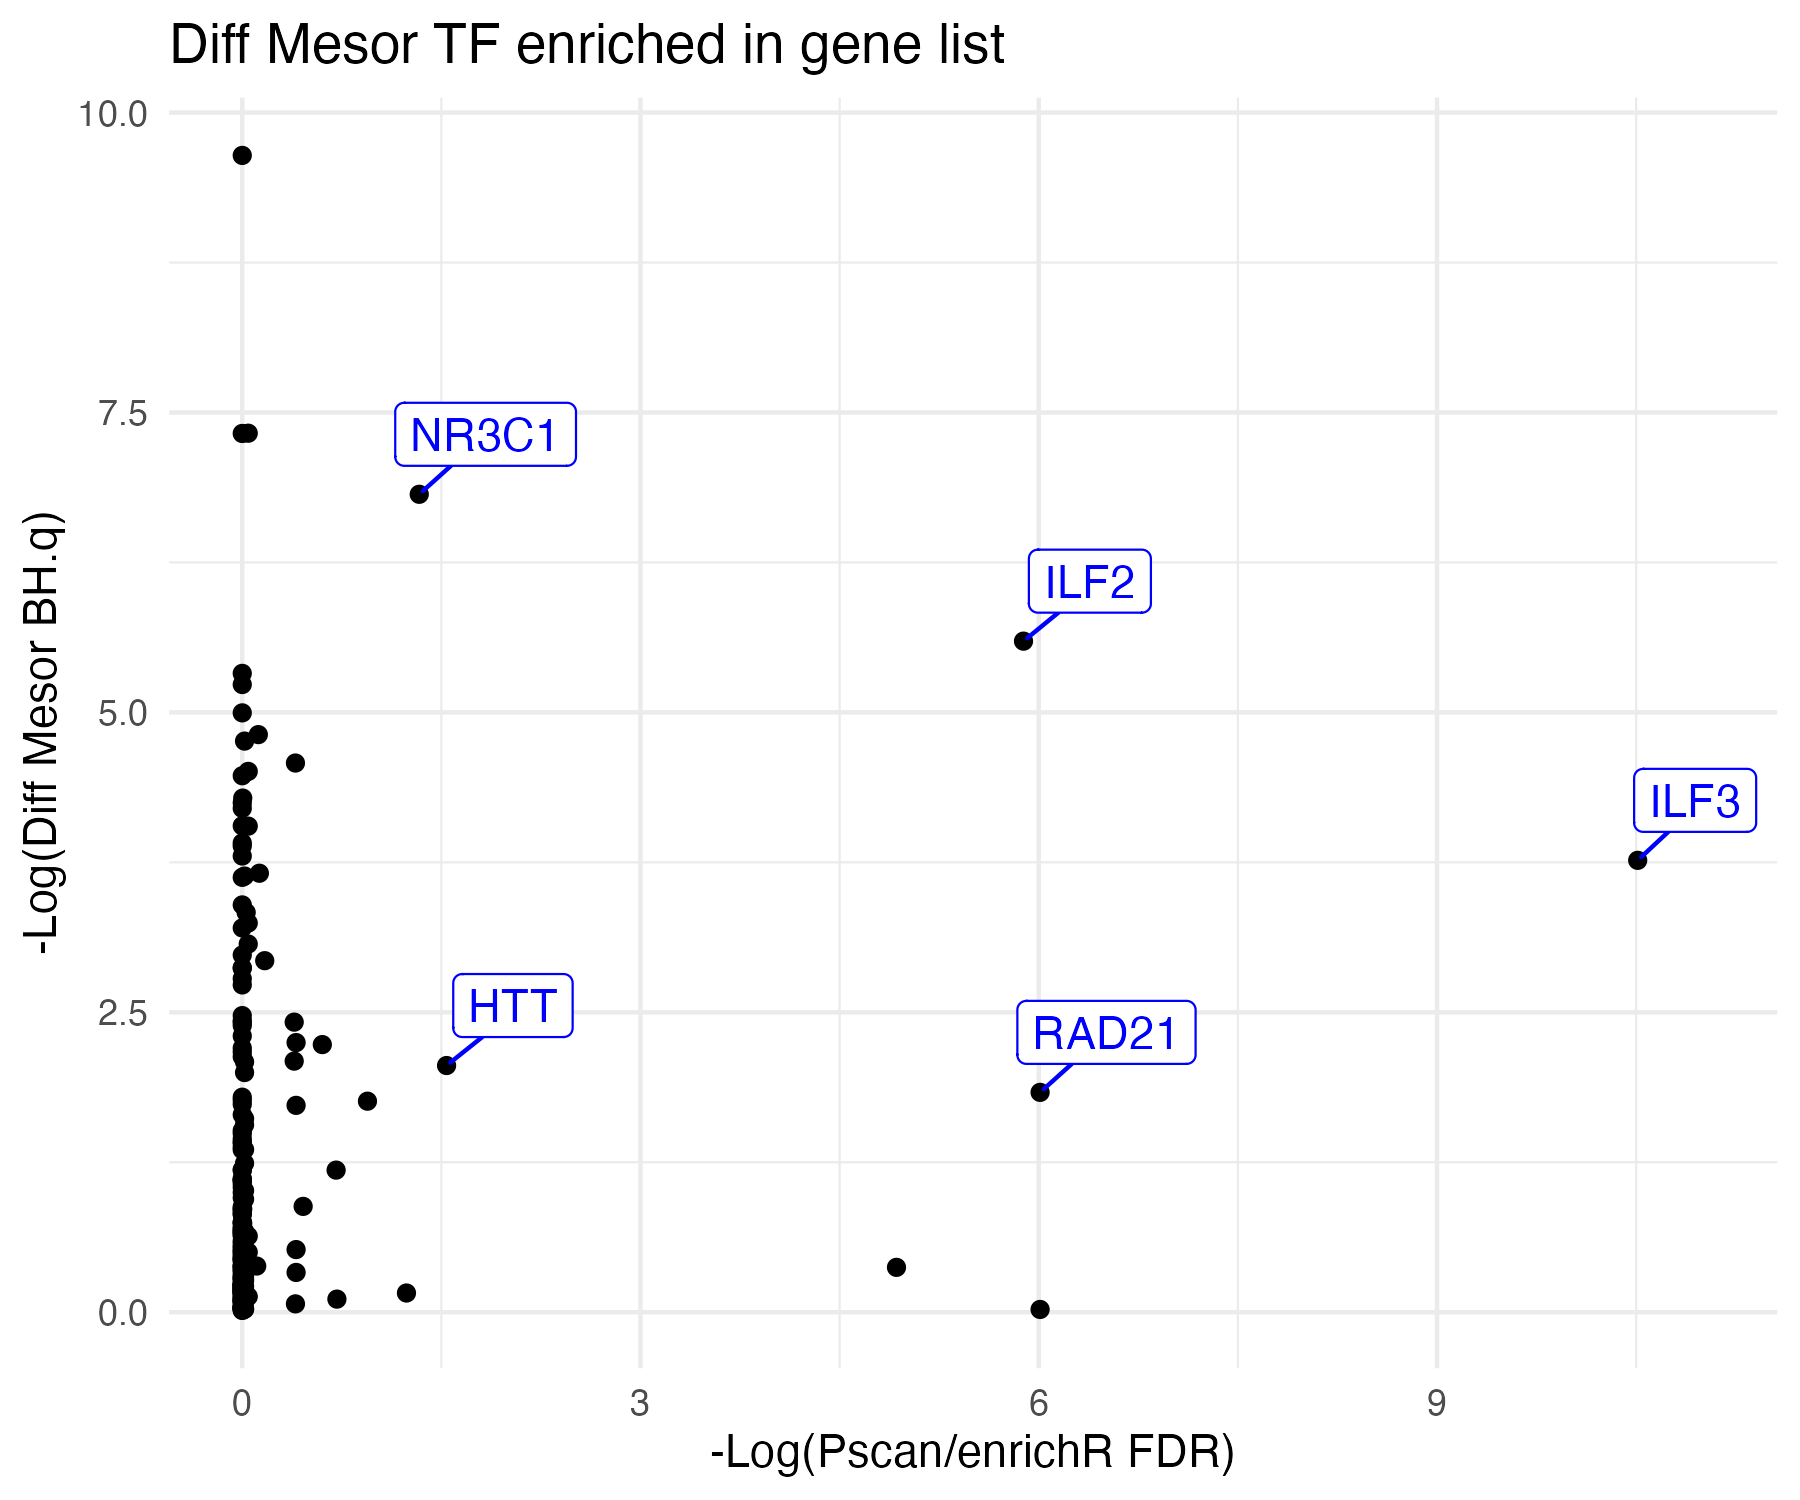 Diff Mesor TF enriched in gene list
-Log(Diff Mesor BH.q)
10.0
7.5
5.0
2.5
0.0
NR3C1
ILF2
ILF3
HTT
RAD21
0 3 6 9
-Log(Pscan/enrichR FDR)